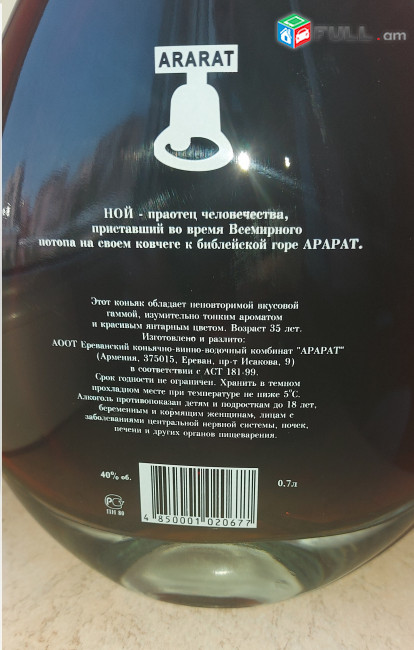 FULL.am
ARARAT
НОЙ - праотец человечества,
приставший во время Всемирного
потопа на своем ковчеге к библейской горе АРАРАТ.
Этот коньяк обладает неповторимой вкусовой
гаммой, изумительно тонким ароматом
и красивым янтарным цветом. Возраст 35 лет.
Изготовлено и разлито:
АООТ Ереванский коньячно-винно-водочный комбинат "АРАРАТ"
(Армения, 375015, Ереван, пр-т Исакова, 9)
в соответствии с АСТ 181-99.
Срок годности не ограничен. Хранить в темном
прохладном месте при температуре не ниже 5°С.
Алкоголь противопоказан детям и подросткам до 18 лет,
беременным и кормящим женщинам, лицам с
заболеваниями центральной нервной системы, почек,
печени и других органов пищеварения.
40% об.
0.7л
4 850001 020677